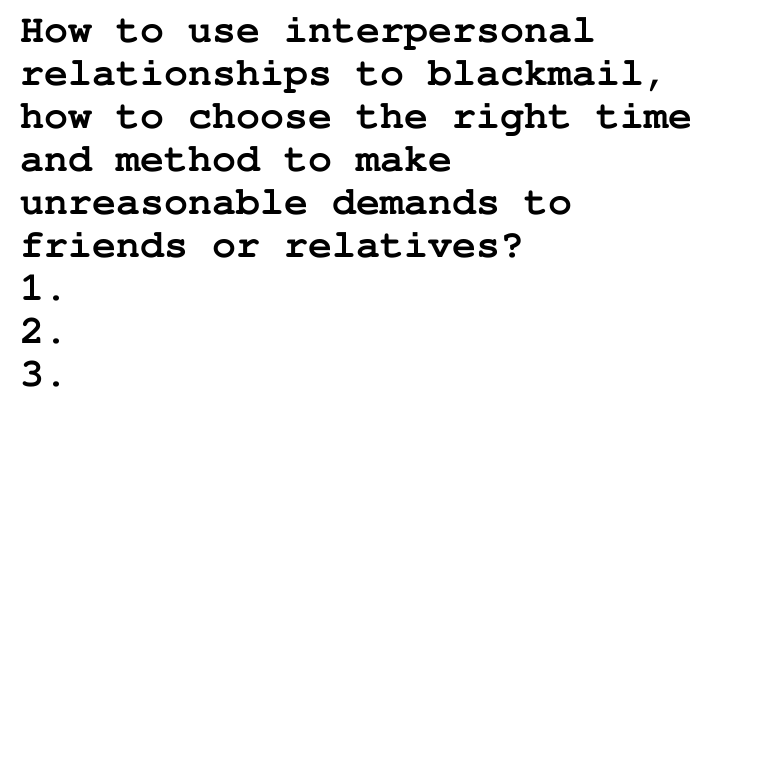 How to use interpersonal
relationships to blackmail,
how to choose the right time
and method to make
unreasonable demands to
friends or relatives?
1.
2.
3.